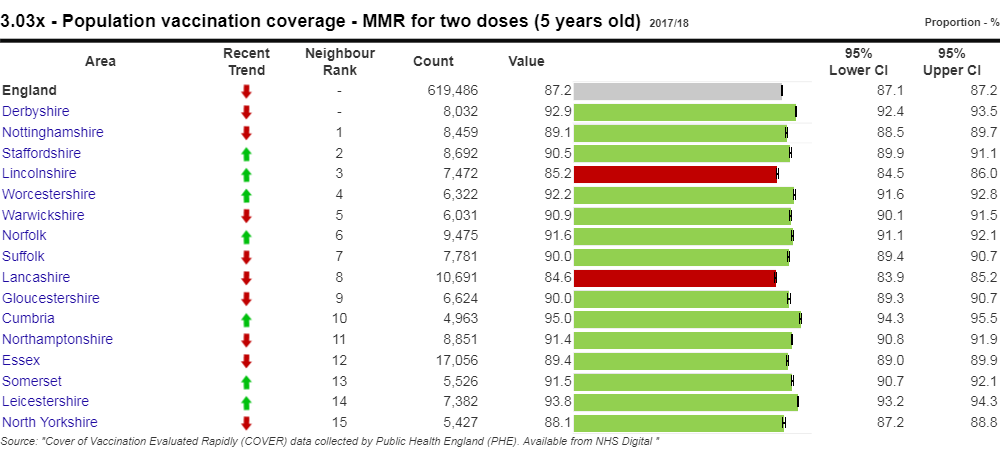 3.03x - Population vaccination coverage - MMR for two doses (5 years old) 2017/18 Proportion - %
Area Recent Trend Neighbour Rank Count Value 95% Lower CI 95% Upper CI
England - 619,486 87.2 87.1 87.2
Derbyshire - 8,032 92.9 92.4 93.5
Nottinghamshire 1 8,459 89.1 88.5 89.7
Staffordshire 2 8,692 90.5 89.9 91.1
Lincolnshire 3 7,472 85.2 84.5 86.0
Worcestershire 4 6,322 92.2 91.6 92.8
Warwickshire 5 6,031 90.9 90.1 91.5
Norfolk 6 9,475 91.6 91.1 92.1
Suffolk 7 7,781 90.0 89.4 90.7
Lancashire 8 10,691 84.6 83.9 85.2
Gloucestershire 9 6,624 90.0 89.3 90.7
Cumbria 10 4,963 95.0 94.3 95.5
Northamptonshire 11 8,851 91.4 90.8 91.9
Essex 12 17,056 89.4 89.0 89.9
Somerset 13 5,526 91.5 90.7 92.1
Leicestershire 14 7,382 93.8 93.2 94.3
North Yorkshire 15 5,427 88.1 87.2 88.8
Source: "Cover of Vaccination Evaluated Rapidly (COVER) data collected by Public Health England (PHE). Available from NHS Digital "